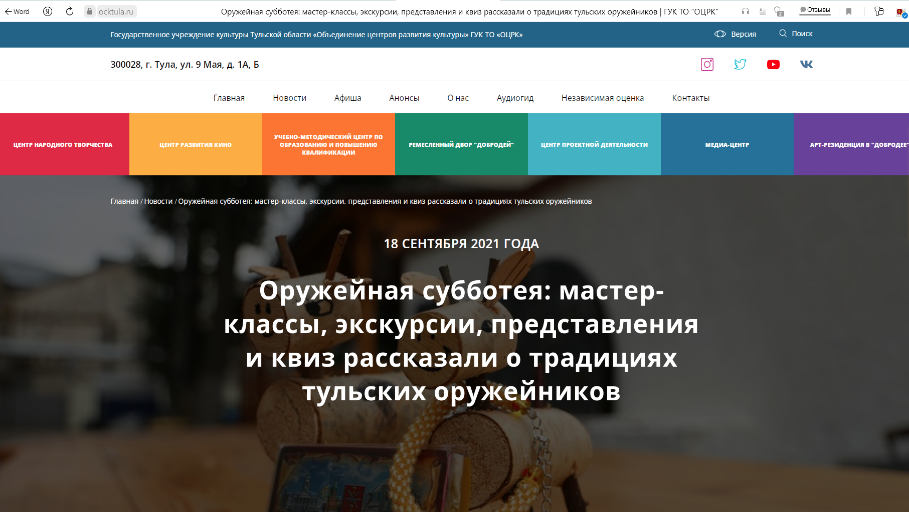 Word
ocktula.ru
Оружейная субботея: мастер-классы, экскурсии, представления и квиз рассказали о традициях тульских оружейников | ГУК ТО "ОЦРК"
Отзывы
Государственное учреждение культуры Тульской области «Объединение центров развития культуры» ГУК ТО «ОЦРК»
Версия
Поиск
300028, г. Тула, ул. 9 Мая, д. 1А, Б
Главная
Новости
Афиша
Анонсы
О нас
Аудиогид
Независимая оценка
Контакты
ЦЕНТР НАРОДНОГО ТВОРЧЕСТВА
ЦЕНТР РАЗВИТИЯ КИНО
УЧЕБНО-МЕТОДИЧЕСКИЙ ЦЕНТР ПО
ОБРАЗОВАНИЮ И ПОВЫШЕНИЮ
КВАЛИФИКАЦИИ
РЕМЕСЛЕННЫЙ ДВОР "ДОБРОДЕЙ"
ЦЕНТР ПРОЕКТНОЙ ДЕЯТЕЛЬНОСТИ
МЕДИА-ЦЕНТР
АРТ-РЕЗИДЕНЦИЯ В "ДОБРОДЕЕ"
Главная / Новости / Оружейная субботея: мастер-классы, экскурсии, представления и квиз рассказали о традициях тульских оружейников
18 СЕНТЯБРЯ 2021 ГОДА
Оружейная субботея: мастер-
классы, экскурсии, представления
и квиз рассказали о традициях
тульских оружейников